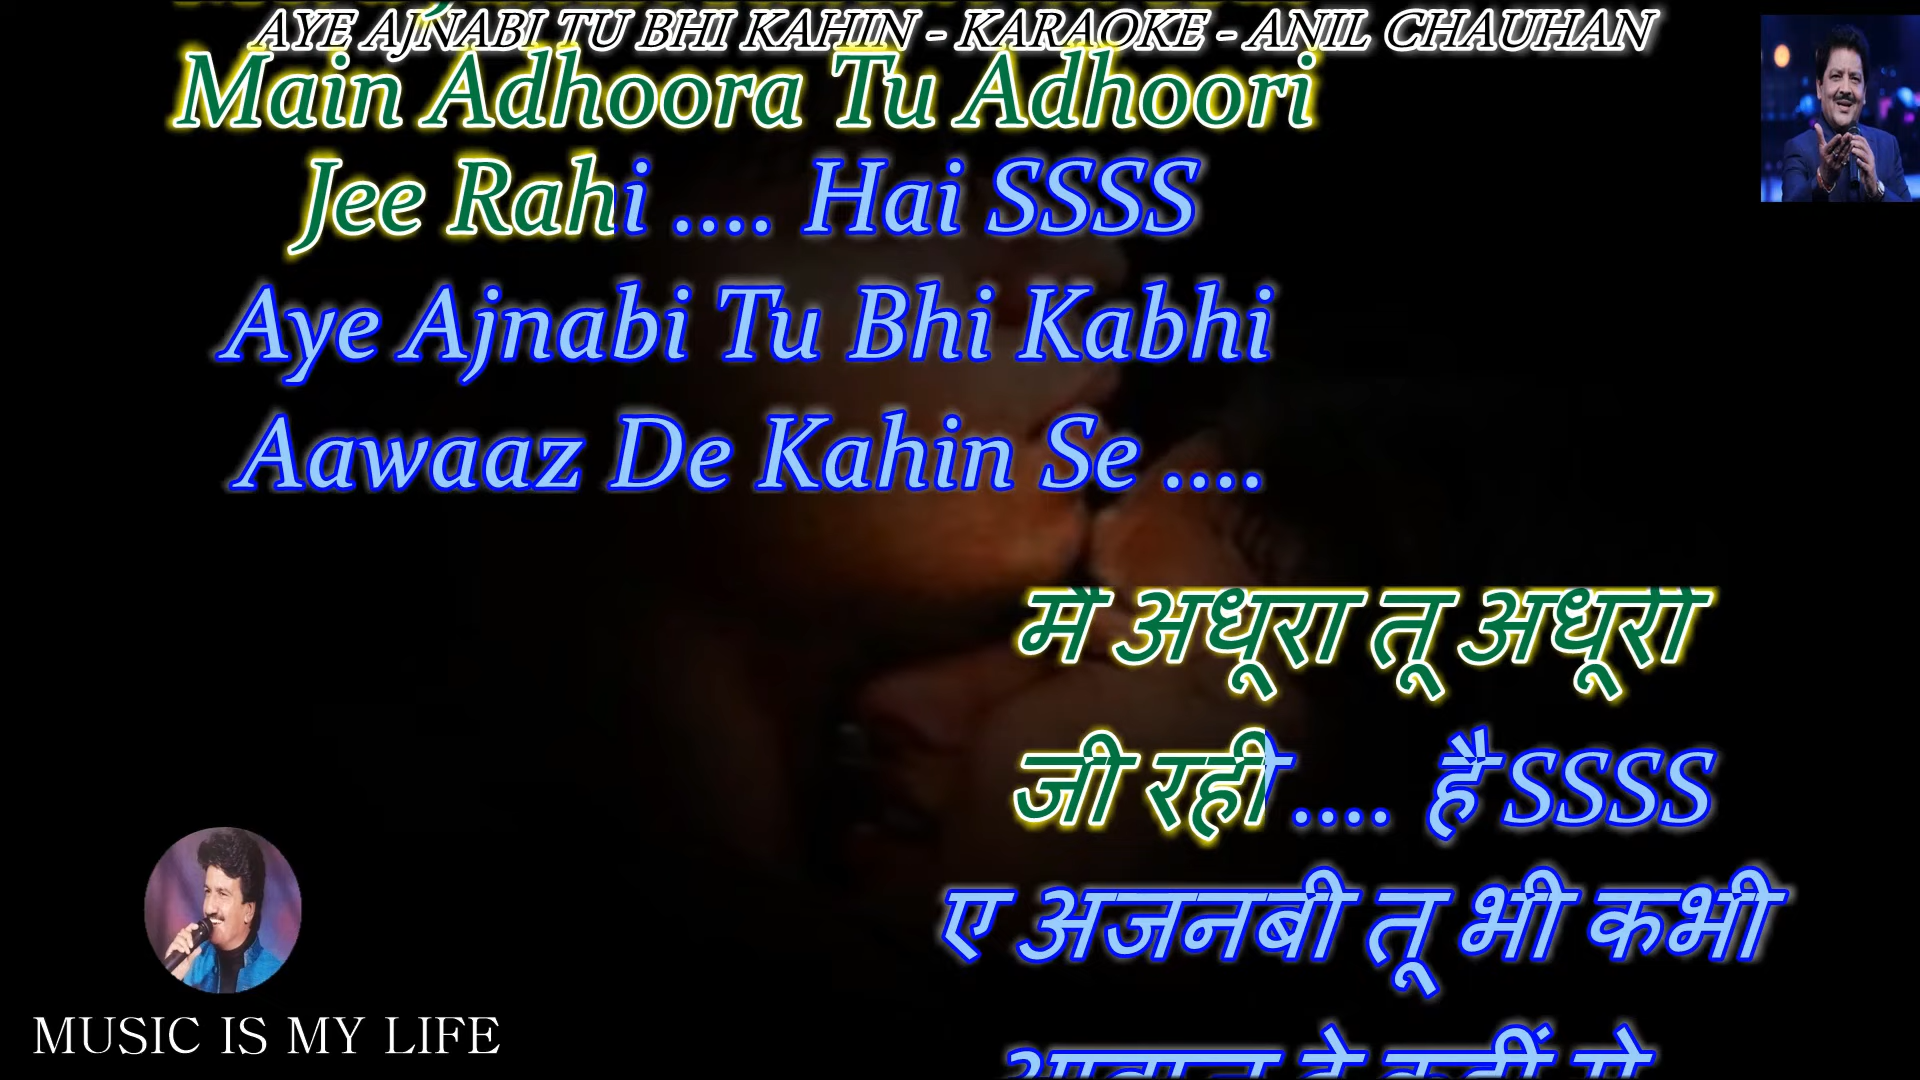 AYE AJNABI TU BHI KAHIN - KARAOKE - ANIL CHAUHAN
Main Adhoora Tu Adhoori
Jee Rahi .... Hai SSSS
Aye Ajnabi Tu Bhi Kabhi
Aawaaz De Kahin Se ....
मैं अधूरा तू अधूरी
जी रही .... है SSSS
ए अजनबी तू भी कभी
MUSIC IS MY LIFE